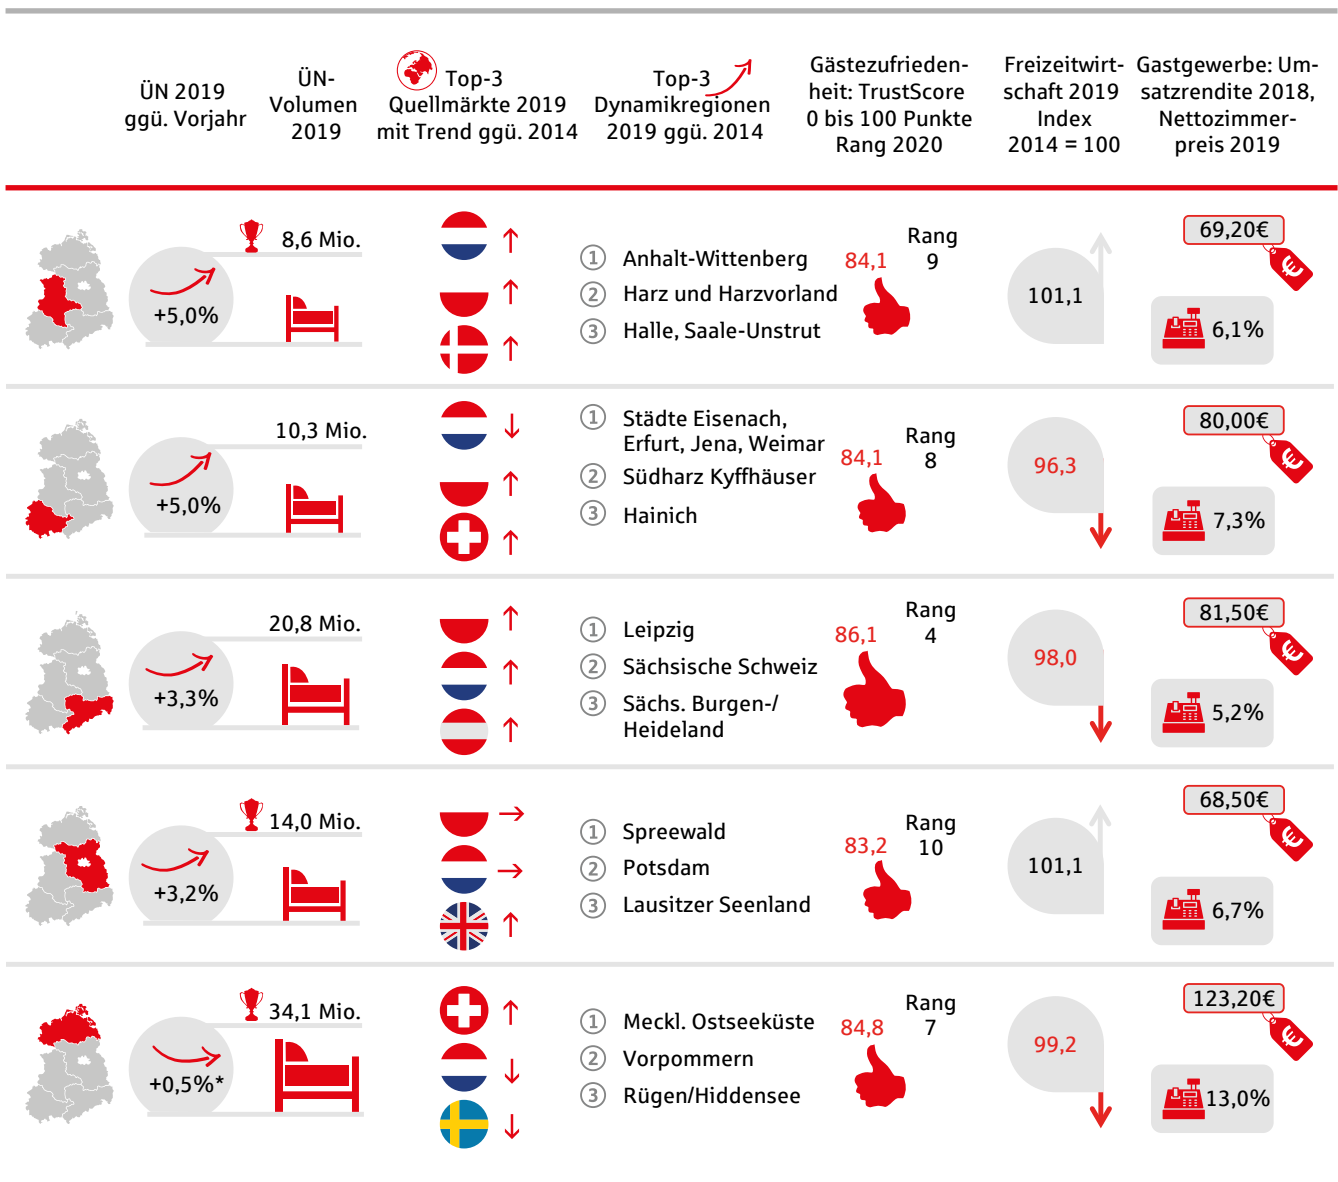 ÜN 2019
ggü. Vorjahr
ÜN-
Volumen
2019
Top-3
Quellmärkte 2019
mit Trend ggü. 2014
Top-3
Dynamikregionen
2019 ggü. 2014
Gästezufrieden-
heit: TrustScore
0 bis 100 Punkte
Rang 2020
Freizeitwirt-
schaft 2019
Index
2014 = 100
Gastgewerbe: Um-
satzrendite 2018,
Nettozimmer-
preis 2019
+5,0%
8,6 Mio.
1 Anhalt-Wittenberg
2 Harz und Harzvorland
3 Halle, Saale-Unstrut
84,1
Rang
9
101,1
69,20€
€
6,1%
+5,0%
10,3 Mio.
1 Städte Eisenach,
Erfurt, Jena, Weimar
2 Südharz Kyffhäuser
3 Hainich
84,1
Rang
8
96,3
80,00€
€
7,3%
+3,3%
20,8 Mio.
1 Leipzig
2 Sächsische Schweiz
3 Sächs. Burgen-/
Heideland
86,1
Rang
4
98,0
81,50€
€
5,2%
+3,2%
14,0 Mio.
1 Spreewald
2 Potsdam
3 Lausitzer Seenland
83,2
Rang
10
101,1
68,50€
€
6,7%
+0,5%*
34,1 Mio.
1 Meckl. Ostseeküste
2 Vorpommern
3 Rügen/Hiddensee
84,8
Rang
7
99,2
123,20€
€
13,0%